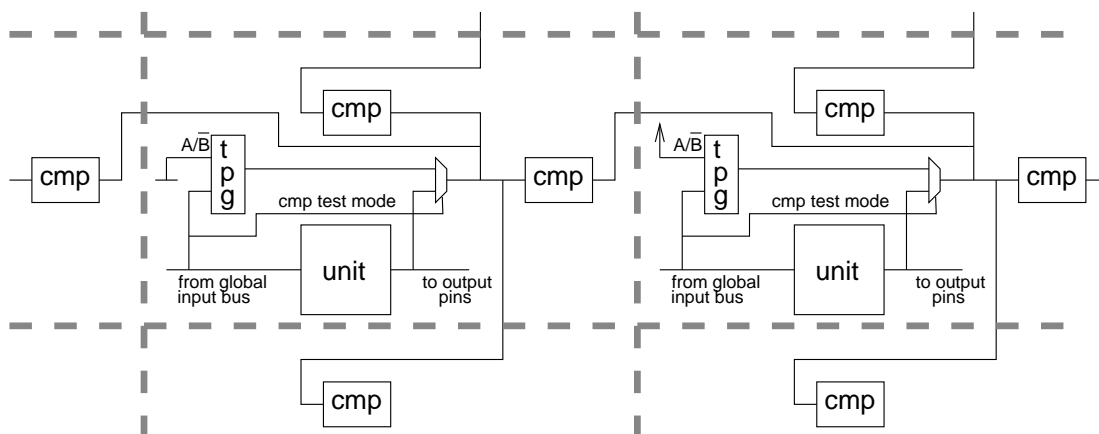 cmp
cmp
A/B̅
t
p
g
A/B̅
t
p
g
cmp
cmp
cmp
cmp test mode
cmp test mode
unit
unit
from global
input bus
to output
pins
from global
input bus
to output
pins
cmp
cmp